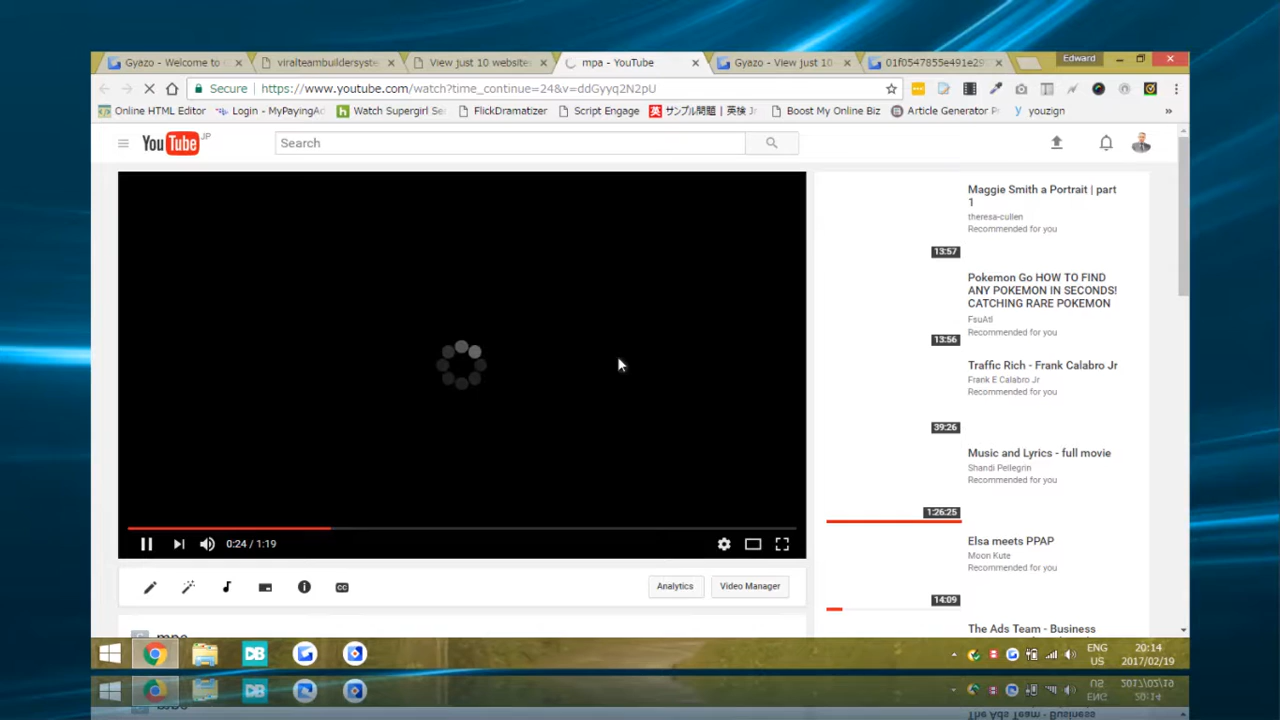 Gyazo - Welcome to
viralteambuildersyste
View just 10 website
mpa - YouTube
Gyazo - View just 10
01f0547855e491e29
Edward
Secure
https://www.youtube.com/watch?time_continue=24&v=ddGyyq2N2pU
Online HTML Editor
Login - MyPayingAd
Watch Supergirl Se
FlickDramatizer
Script Engage
サンプル問題 | 英検 J
Boost My Online Biz
Article Generator Pr
youzign
»
YouTube JP
Search
Maggie Smith a Portrait | part
1
theresa-cullen
Recommended for you
13:57
Pokemon Go HOW TO FIND
ANY POKEMON IN SECONDS!
CATCHING RARE POKEMON
FsuAtl
Recommended for you
13:56
Traffic Rich - Frank Calabro Jr
Frank E Calabro Jr
Recommended for you
39:26
Music and Lyrics - full movie
Shandi Pellegrin
Recommended for you
1:26:25
Elsa meets PPAP
Moon Kute
Recommended for you
14:09
The Ads Team - Business
0:24 / 1:19
CC
Analytics
Video Manager
mpa
DB
ENG
US
20:14
2017/02/19